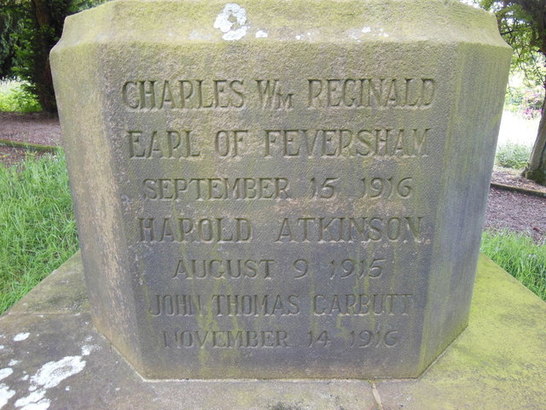 CHARLES WM REGINALD
EARL OF FEVERSHAM
SEPTEMBER 15 1916
HAROLD ATKINSON
AUGUST 9 1915
JOHN THOMAS GARBUTT
NOVEMBER 14 1916